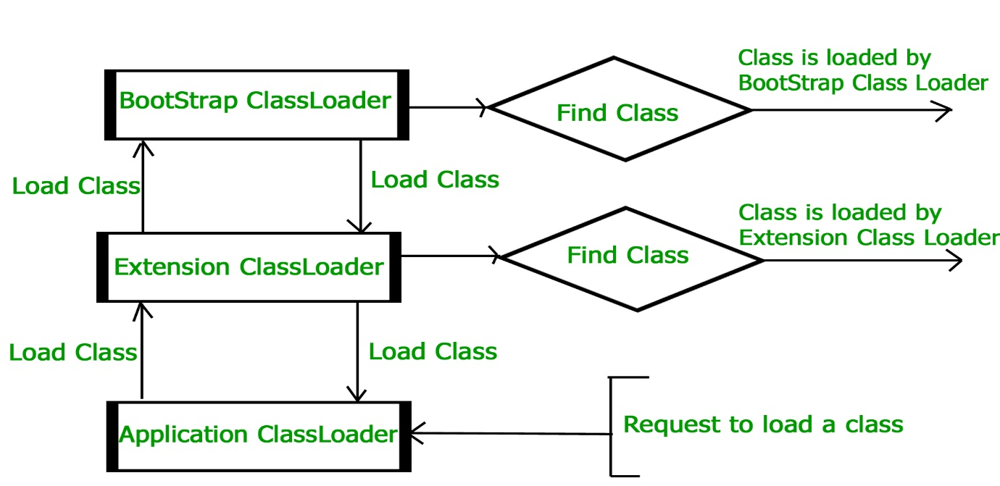 Class is loaded by
BootStrap Class Loader
BootStrap ClassLoader
Find Class
Load Class
Load Class
Class is loaded by
Extension Class Loader
Extension ClassLoader
Find Class
Load Class
Load Class
Application ClassLoader
Request to load a class